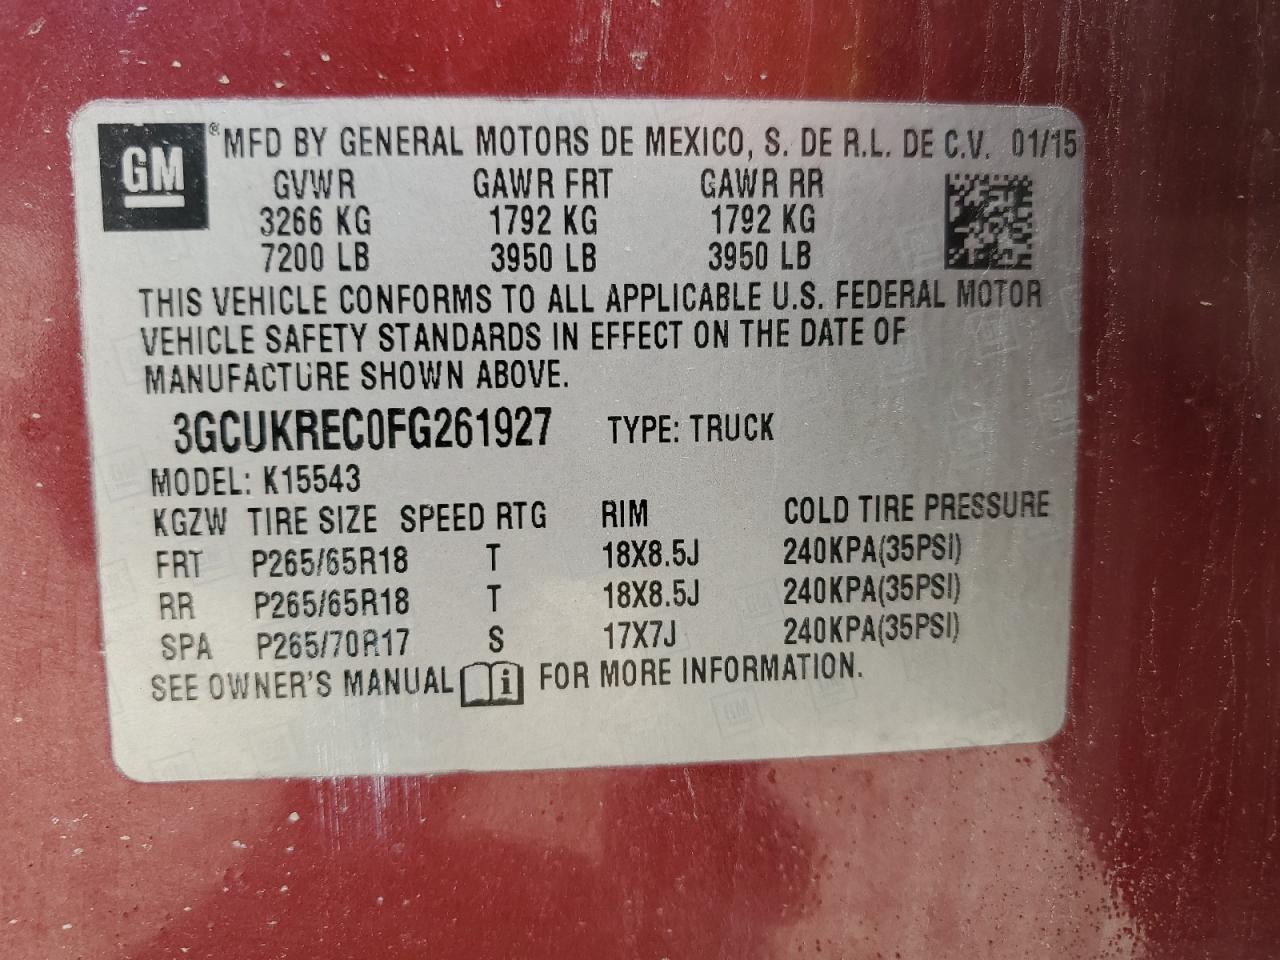 GM ® MFD BY GENERAL MOTORS DE MEXICO, S. DE R.L. DE C.V. 01/15
GVWR GAWR FRT GAWR RR
3266 KG 1792 KG 1792 KG
7200 LB 3950 LB 3950 LB
THIS VEHICLE CONFORMS TO ALL APPLICABLE U.S. FEDERAL MOTOR
VEHICLE SAFETY STANDARDS IN EFFECT ON THE DATE OF
MANUFACTURE SHOWN ABOVE.
3GCUKREC0FG261927 TYPE: TRUCK
MODEL: K15543
KGZW TIRE SIZE SPEED RTG RIM COLD TIRE PRESSURE
FRT P265/65R18 T 18X8.5J 240KPA(35PSI)
RR P265/65R18 T 18X8.5J 240KPA(35PSI)
SPA P265/70R17 S 17X7J 240KPA(35PSI)
SEE OWNER'S MANUAL i FOR MORE INFORMATION.